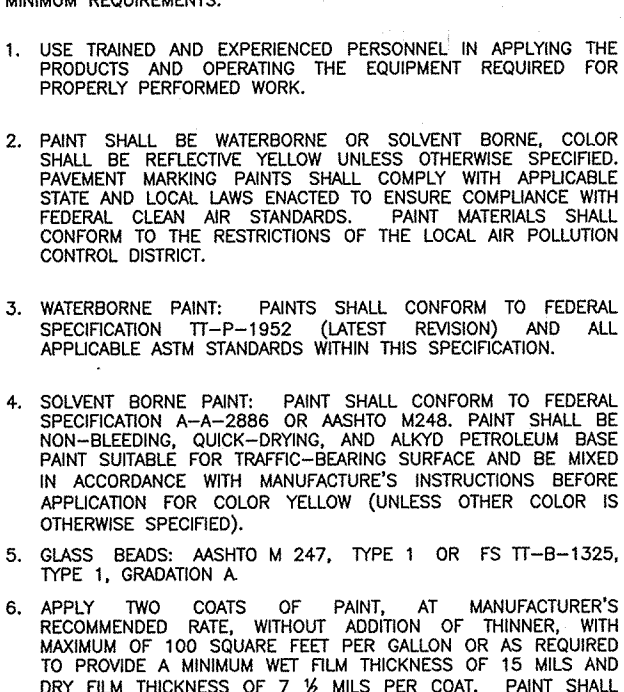 MINIMUM REQUIREMENTS.
1. USE TRAINED AND EXPERIENCED PERSONNEL IN APPLYING THE
PRODUCTS AND OPERATING THE EQUIPMENT REQUIRED FOR
PROPERLY PERFORMED WORK.
2. PAINT SHALL BE WATERBORNE OR SOLVENT BORNE, COLOR
SHALL BE REFLECTIVE YELLOW UNLESS OTHERWISE SPECIFIED.
PAVEMENT MARKING PAINTS SHALL COMPLY WITH APPLICABLE
STATE AND LOCAL LAWS ENACTED TO ENSURE COMPLIANCE WITH
FEDERAL CLEAN AIR STANDARDS. PAINT MATERIALS SHALL
CONFORM TO THE RESTRICTIONS OF THE LOCAL AIR POLLUTION
CONTROL DISTRICT.
3. WATERBORNE PAINT: PAINTS SHALL CONFORM TO FEDERAL
SPECIFICATION TT-P-1952 (LATEST REVISION) AND ALL
APPLICABLE ASTM STANDARDS WITHIN THIS SPECIFICATION.
4. SOLVENT BORNE PAINT: PAINT SHALL CONFORM TO FEDERAL
SPECIFICATION A-A-2886 OR AASHTO M248. PAINT SHALL BE
NON-BLEEDING, QUICK-DRYING, AND ALKYD PETROLEUM BASE
PAINT SUITABLE FOR TRAFFIC-BEARING SURFACE AND BE MIXED
IN ACCORDANCE WITH MANUFACTURE'S INSTRUCTIONS BEFORE
APPLICATION FOR COLOR YELLOW (UNLESS OTHER COLOR IS
OTHERWISE SPECIFIED).
5. GLASS BEADS: AASHTO M 247, TYPE 1 OR FS TT-B-1325,
TYPE 1, GRADATION A.
6. APPLY TWO COATS OF PAINT, AT MANUFACTURER'S
RECOMMENDED RATE, WITHOUT ADDITION OF THINNER, WITH
MAXIMUM OF 100 SQUARE FEET PER GALLON OR AS REQUIRED
TO PROVIDE A MINIMUM WET FILM THICKNESS OF 15 MILS AND
DRY FILM THICKNESS OF 7 ½ MILS PER COAT. PAINT SHALL